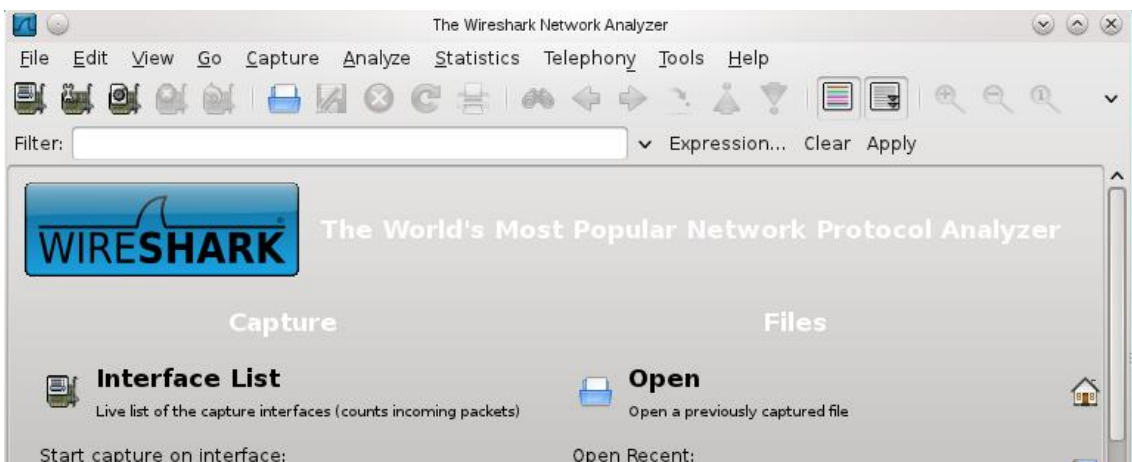 The Wireshark Network Analyzer
File Edit View Go Capture Analyze Statistics Telephony Tools Help
Filter: Expression... Clear Apply
WIRESHARK
The World's Most Popular Network Protocol Analyzer
Capture
Files
Interface List
Live list of the capture interfaces (counts incoming packets)
Open
Open a previously captured file
Start capture on interface:
Open Recent: